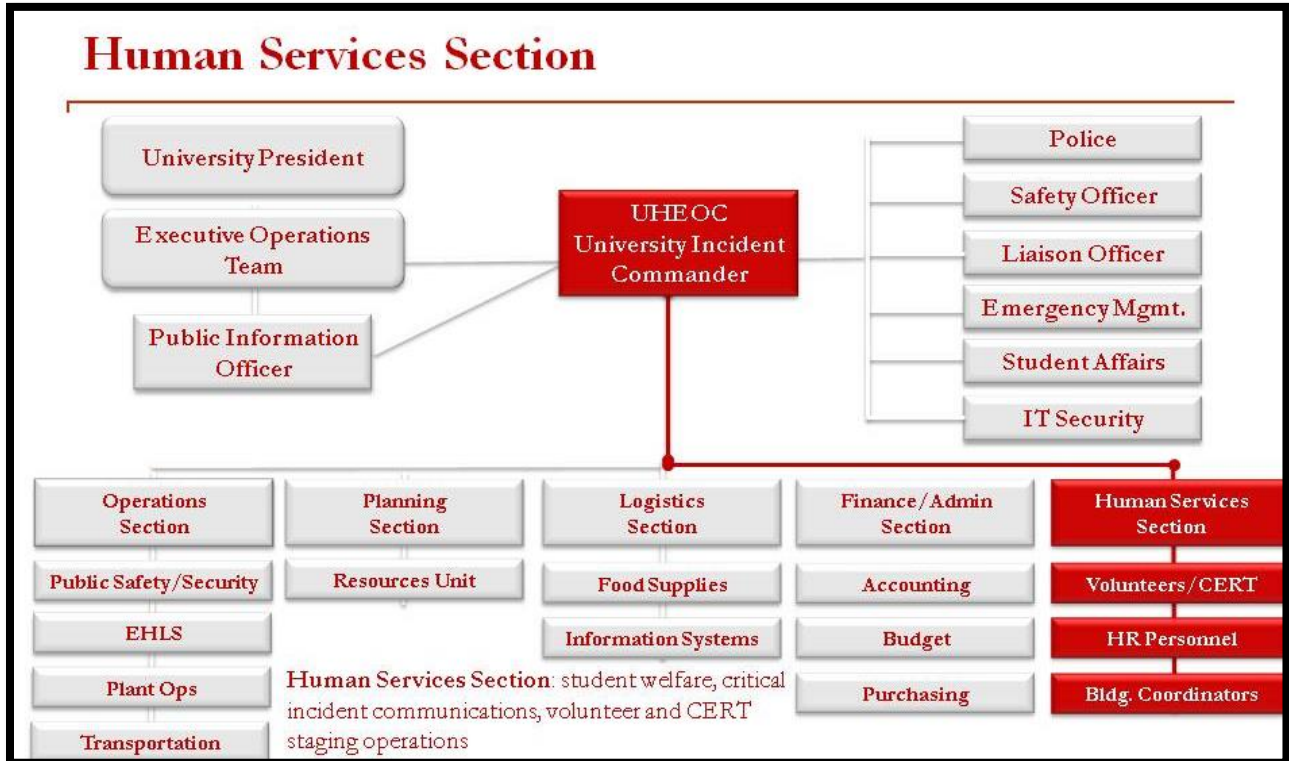 Human Services Section
University President
Executive Operations
Team
Public Information
Officer
UHEOC
University Incident
Commander
Police
Safety Officer
Liaison Officer
Emergency Mgmt.
Student Affairs
IT Security
Operations
Section
Public Safety/Security
EHLS
Plant Ops
Transportation
Planning
Section
Resources Unit
Logistics
Section
Food Supplies
Information Systems
Finance/Admin
Section
Accounting
Budget
Purchasing
Human Services
Section
Volunteers/CERT
HR Personnel
Bldg. Coordinators
Human Services Section: student welfare, critical
incident communications, volunteer and CERT
staging operations